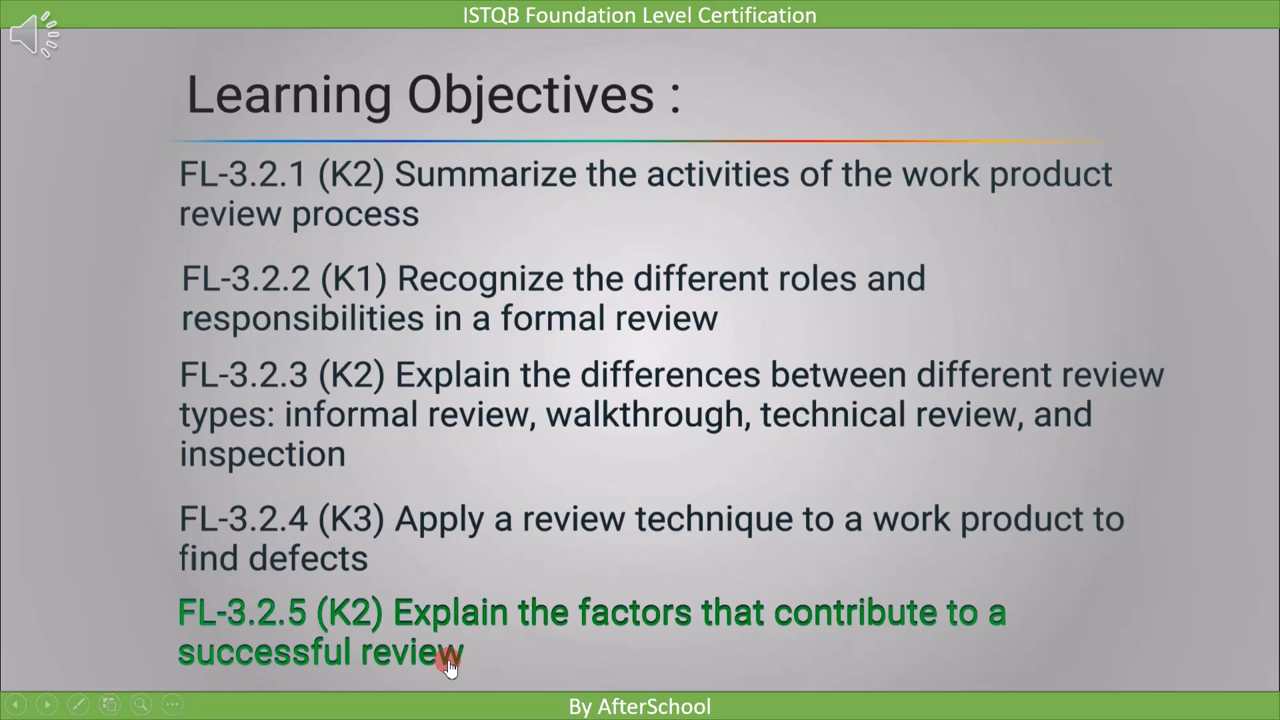 ISTQB Foundation Level Certification
Learning Objectives :
FL-3.2.1 (K2) Summarize the activities of the work product
review process
FL-3.2.2 (K1) Recognize the different roles and
responsibilities in a formal review
FL-3.2.3 (K2) Explain the differences between different review
types: informal review, walkthrough, technical review, and
inspection
FL-3.2.4 (K3) Apply a review technique to a work product to
find defects
FL-3.2.5 (K2) Explain the factors that contribute to a
successful review
By AfterSchool